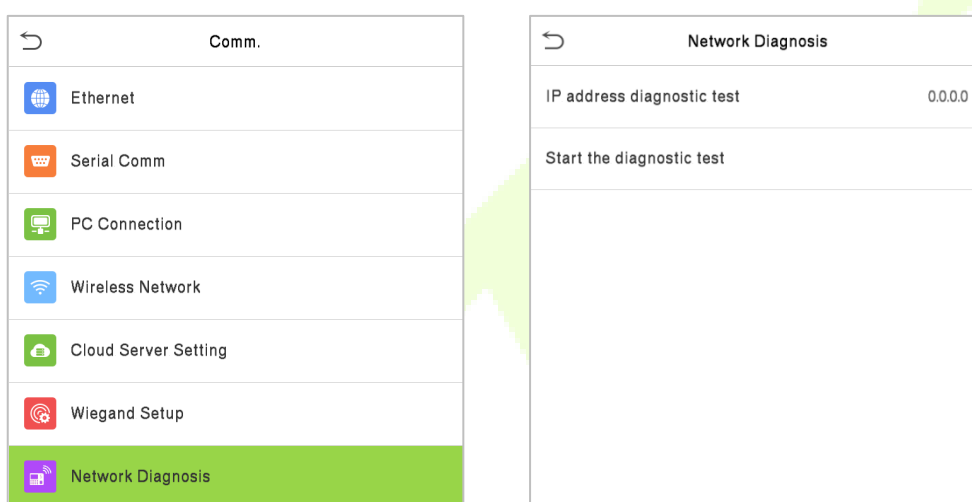 Comm.
Ethernet
Serial Comm
PC Connection
Wireless Network
Cloud Server Setting
Wiegand Setup
Network Diagnosis
Network Diagnosis
IP address diagnostic test 0.0.0.0
Start the diagnostic test